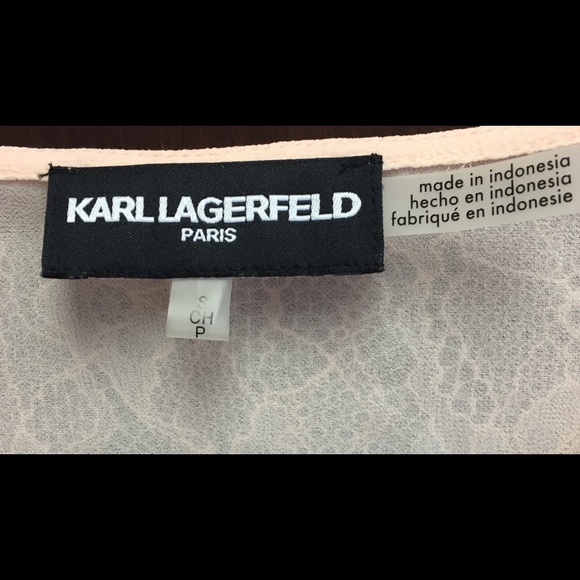 KARL LAGERFELD
PARIS
made in indonesia
hecho en indonesia
fabriqué en indonesie
S
CH
P